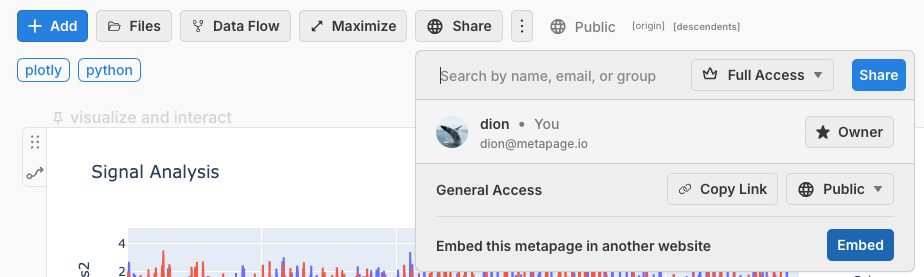 + Add Files Data Flow Maximize Share Public [origin] [descendents]
plotly python
Search by name, email, or group Full Access Share
visualize and interact
dion • You
dion@metapage.io
Owner
Signal Analysis
General Access Copy Link Public
4
Embed this metapage in another website Embed
2